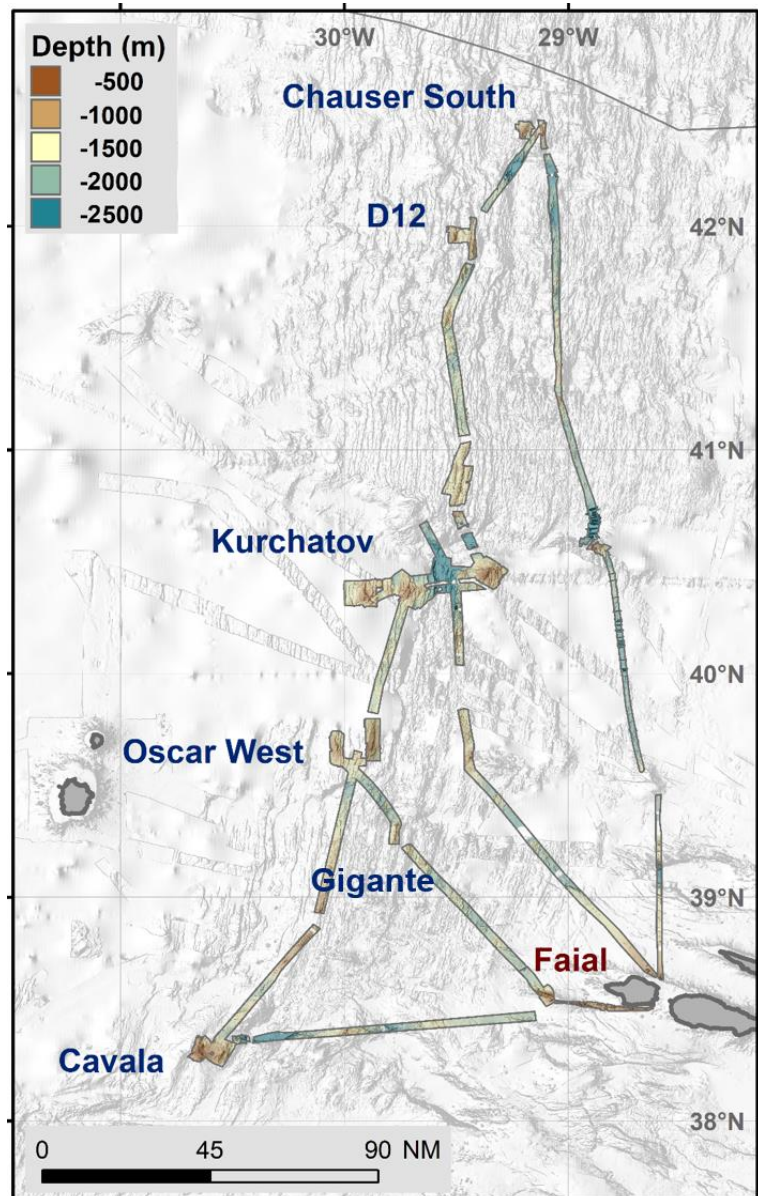 Depth (m)
-500
-1000
-1500
-2000
-2500
30°W
29°W
Chauser South
D12
42°N
41°N
Kurchatov
40°N
Oscar West
39°N
Gigante
Faial
Cavala
38°N
0 45 90 NM